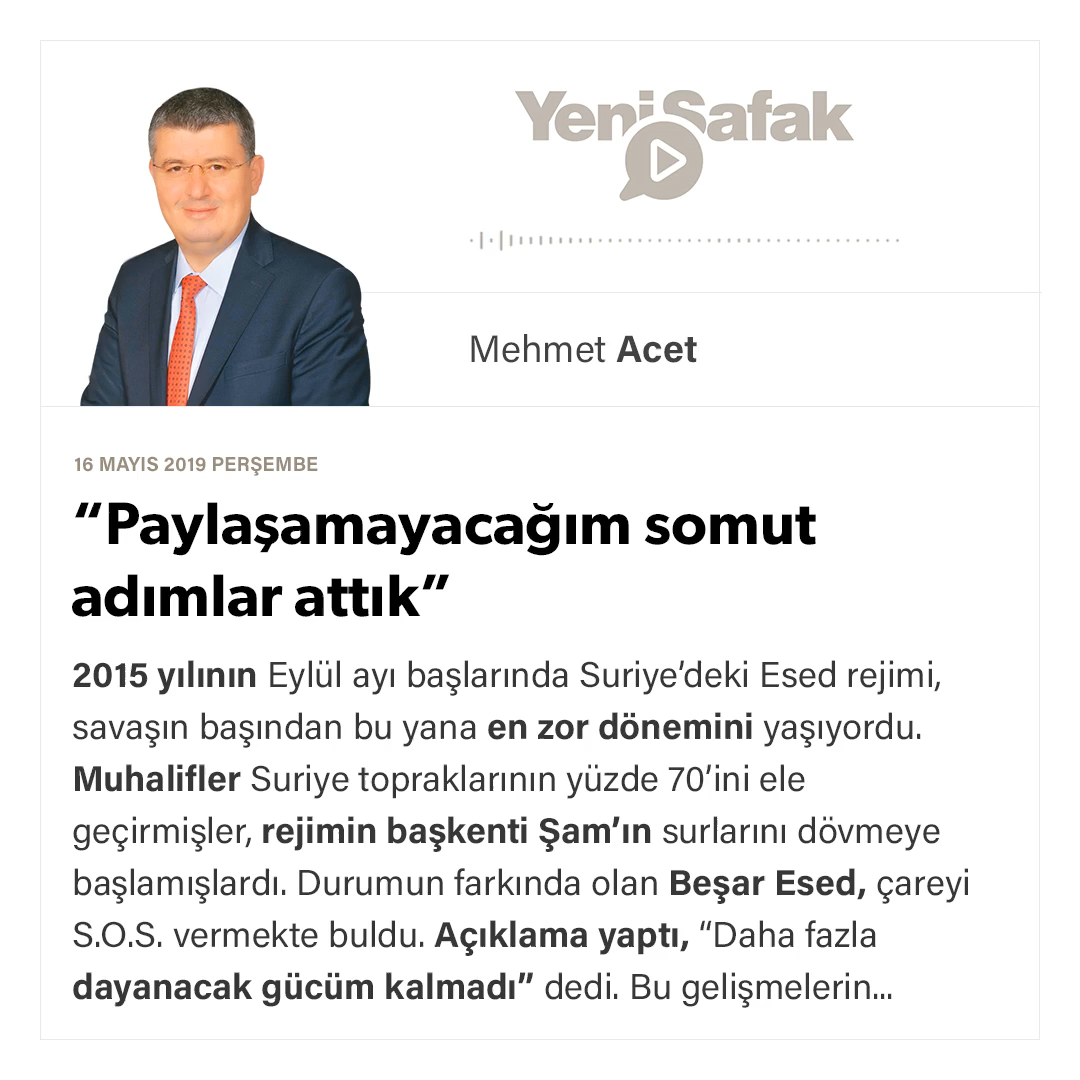 Yeni Şafak
Mehmet Acet
16 MAYIS 2019 PERŞEMBE
“Paylaşamayacağım somut
adımlar attık”
2015 yılının Eylül ayı başlarında Suriye’deki Esed rejimi,
savaşın başından bu yana en zor dönemini yaşıyordu.
Muhalifler Suriye topraklarının yüzde 70’ini ele
geçirmişler, rejimin başkenti Şam’ın surlarını dövmeye
başlamışlardı. Durumun farkında olan Beşar Esed, çareyi
S.O.S. vermekte buldu. Açıklama yaptı, “Daha fazla
dayanacak gücüm kalmadı” dedi. Bu gelişmelerin...